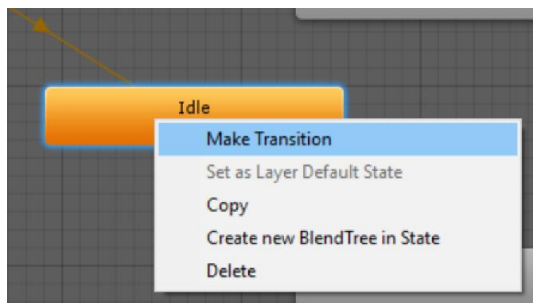 Idle
Make Transition
Set as Layer Default State
Copy
Create new BlendTree in State
Delete